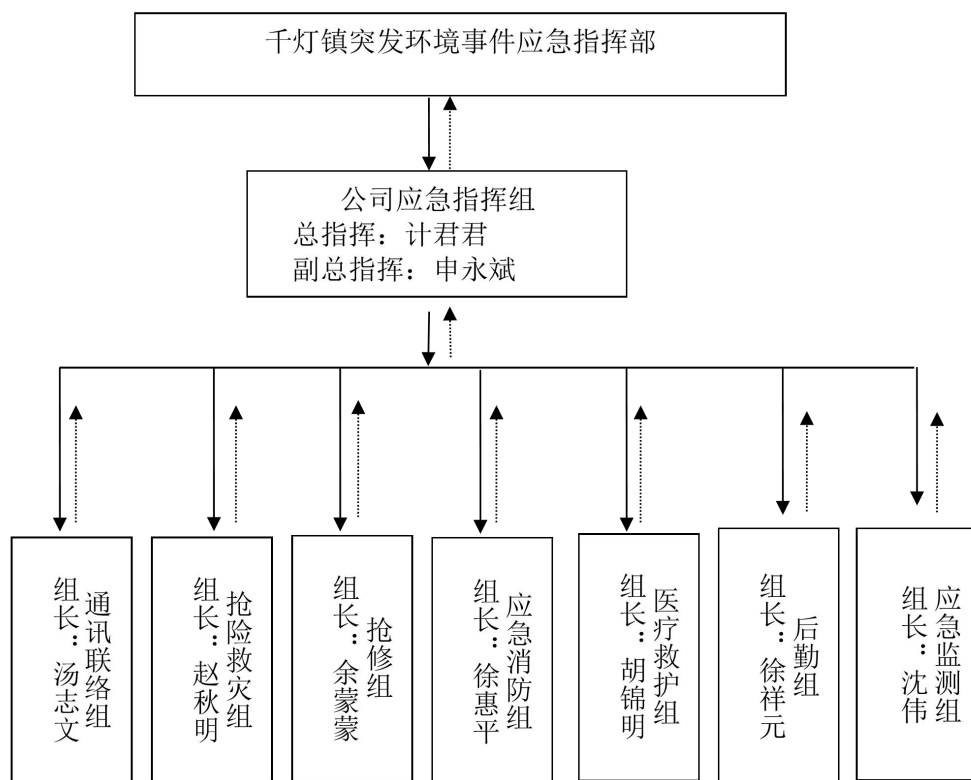 千灯镇突发环境事件应急指挥部
公司应急指挥组
总指挥：计君君
副总指挥：申永斌
通讯联络组
组长：汤志文
抢险救灾组
组长：赵秋明
抢修组
组长：余蒙蒙
应急消防组
组长：徐惠平
医疗救护组
组长：胡锦明
后勤组
组长：徐祥元
应急监测组
组长：沈伟